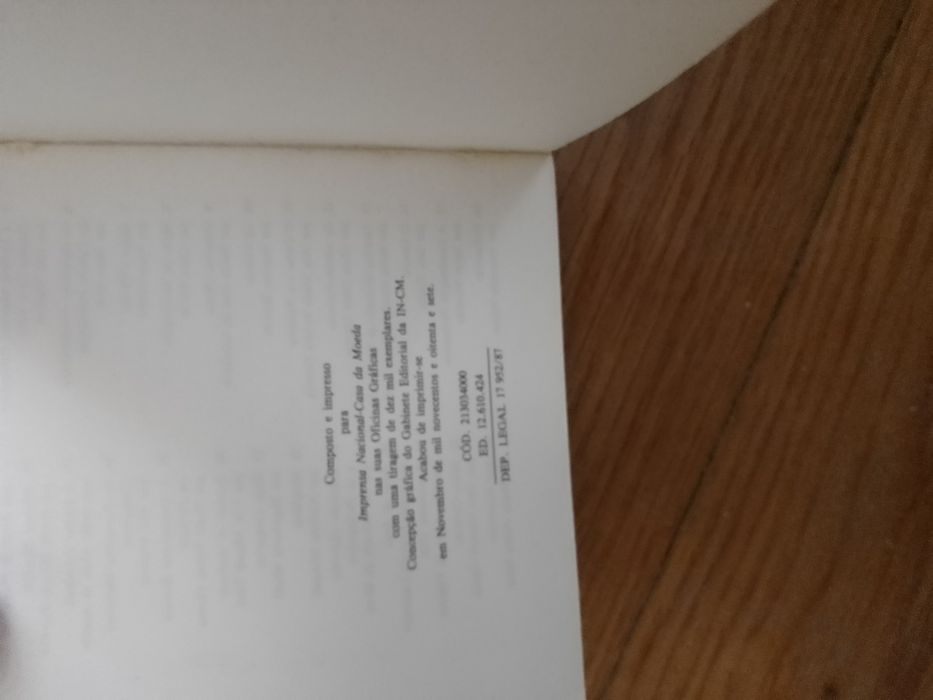 Composto e impresso
para
Imprensa Nacional-Casa da Moeda
nas suas Oficinas Gráficas
com uma tiragem de dez mil exemplares.
Concepção gráfica do Gabinete Editorial da IN-CM.
Acabou de imprimir-se
em Novembro de mil novecentos e oitenta e sete.
CÓD. 213034000
ED. 12.610.424
DEP. LEGAL 17 952/87